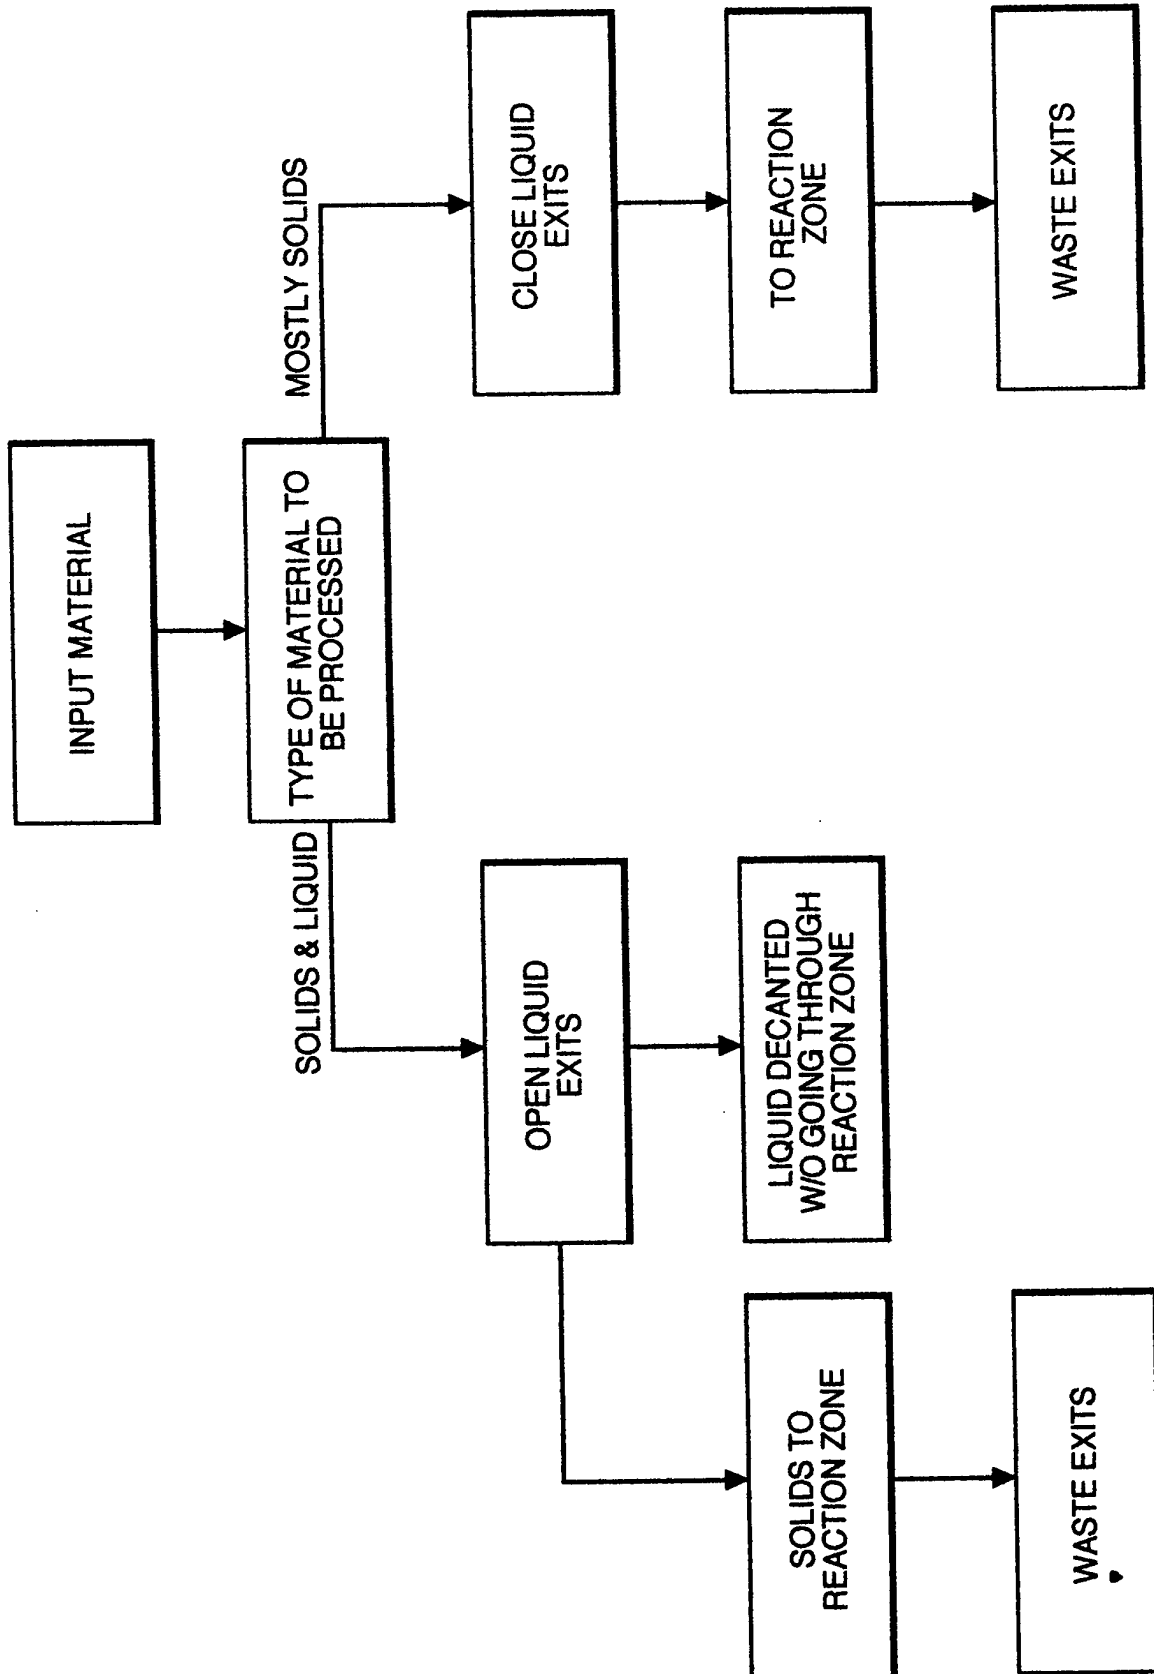 INPUT MATERIAL
SOLIDS & LIQUID
TYPE OF MATERIAL TO
BE PROCESSED
MOSTLY SOLIDS
OPEN LIQUID
EXITS
CLOSE LIQUID
EXITS
SOLIDS TO
REACTION ZONE
LIQUID DECANTED
W/O GOING THROUGH
REACTION ZONE
TO REACTION
ZONE
WASTE EXITS
WASTE EXITS